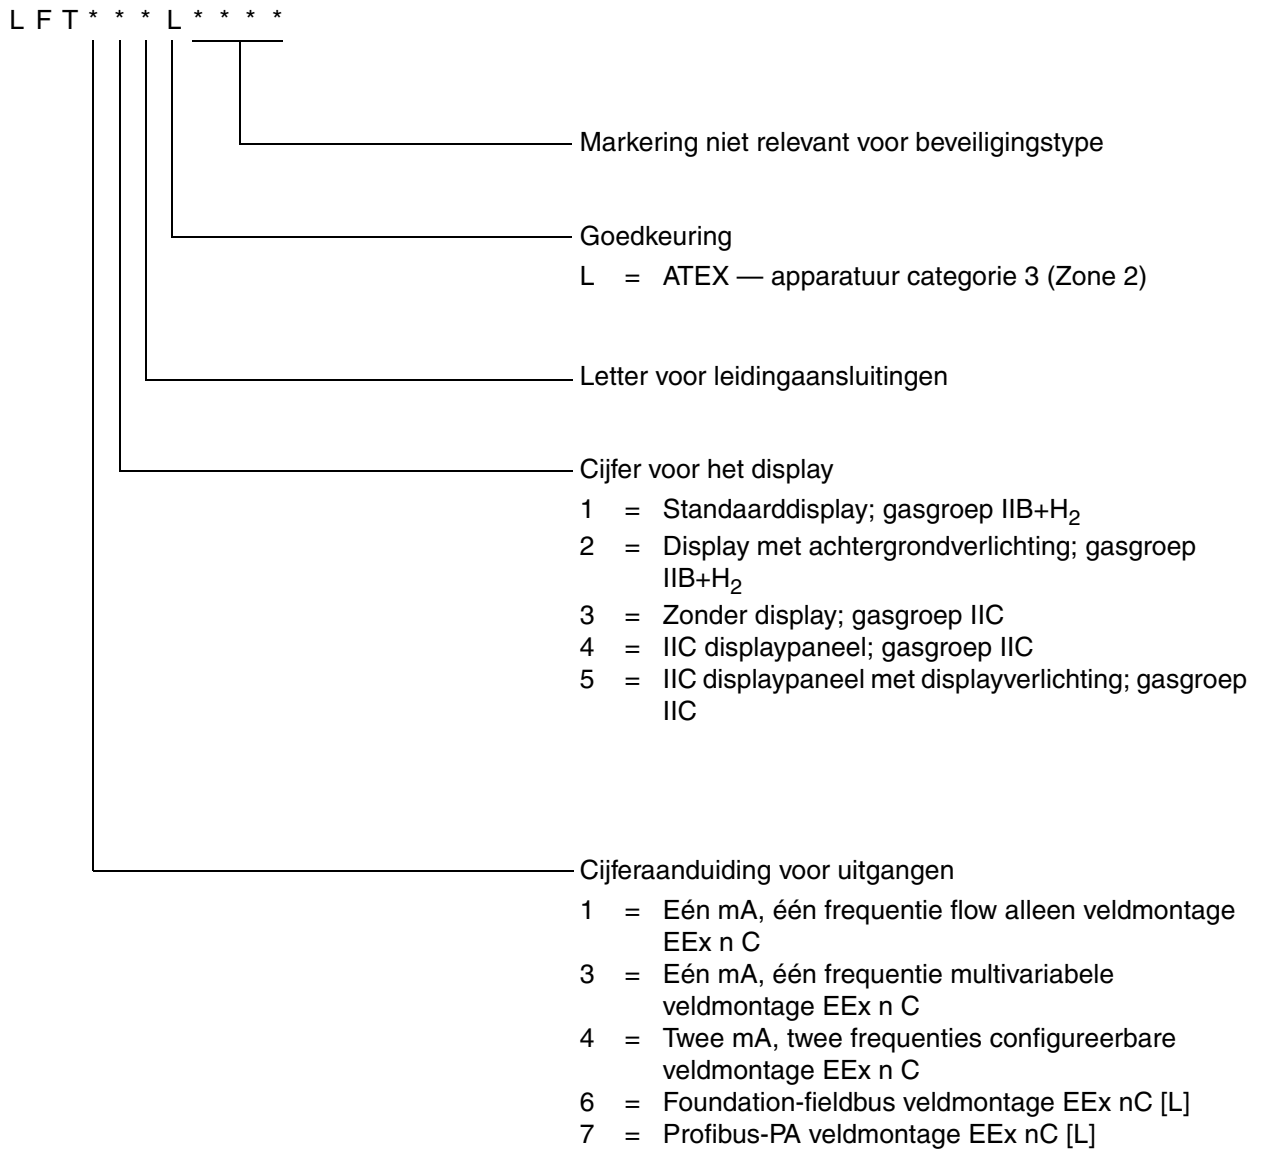 L F T * * * L * * * *
Markering niet relevant voor beveiligingstype
Goedkeuring
L = ATEX — apparatuur categorie 3 (Zone 2)
Letter voor leidingaansluitingen
Cijfer voor het display
1 = Standaarddisplay; gasgroep IIB+H2
2 = Display met achtergrondverlichting; gasgroep
IIB+H2
3 = Zonder display; gasgroep IIC
4 = IIC displaypaneel; gasgroep IIC
5 = IIC displaypaneel met displayverlichting; gasgroep
IIC
Cijferaanduiding voor uitgangen
1 = Eén mA, één frequentie flow alleen veldmontage
EEx n C
3 = Eén mA, één frequentie multivariabele
veldmontage EEx n C
4 = Twee mA, twee frequenties configureerbare
veldmontage EEx n C
6 = Foundation-fieldbus veldmontage EEx nC [L]
7 = Profibus-PA veldmontage EEx nC [L]